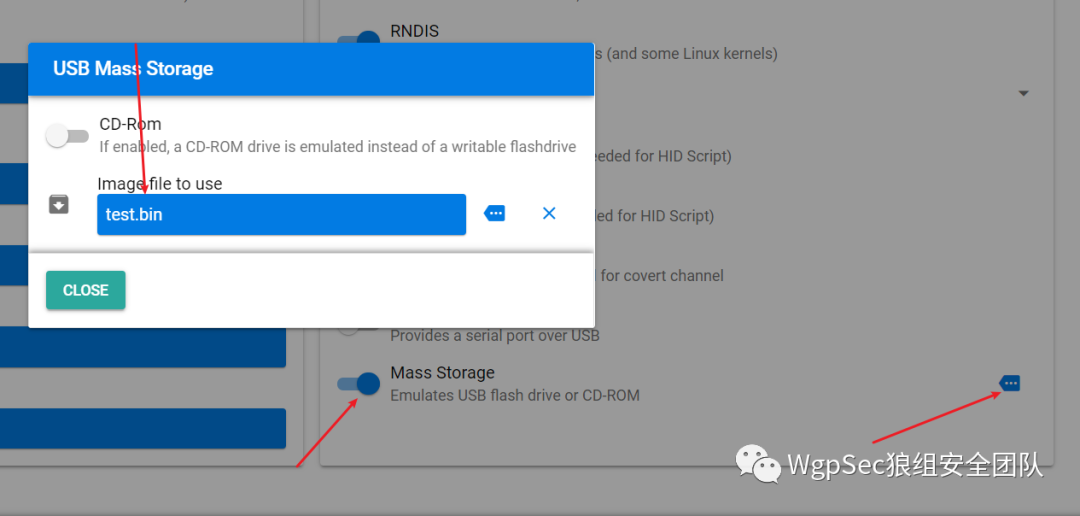 RNDIS
s (and some Linux kernels)
USB Mass Storage
CD-Rom
If enabled, a CD-ROM drive is emulated instead of a writable flashdrive
eeded for HID Script)
Image file to use
test.bin
ed for HID Script)
l for covert channel
CLOSE
Provides a serial port over USB
Mass Storage
Emulates USB flash drive or CD-ROM
WgpSec狼组安全团队